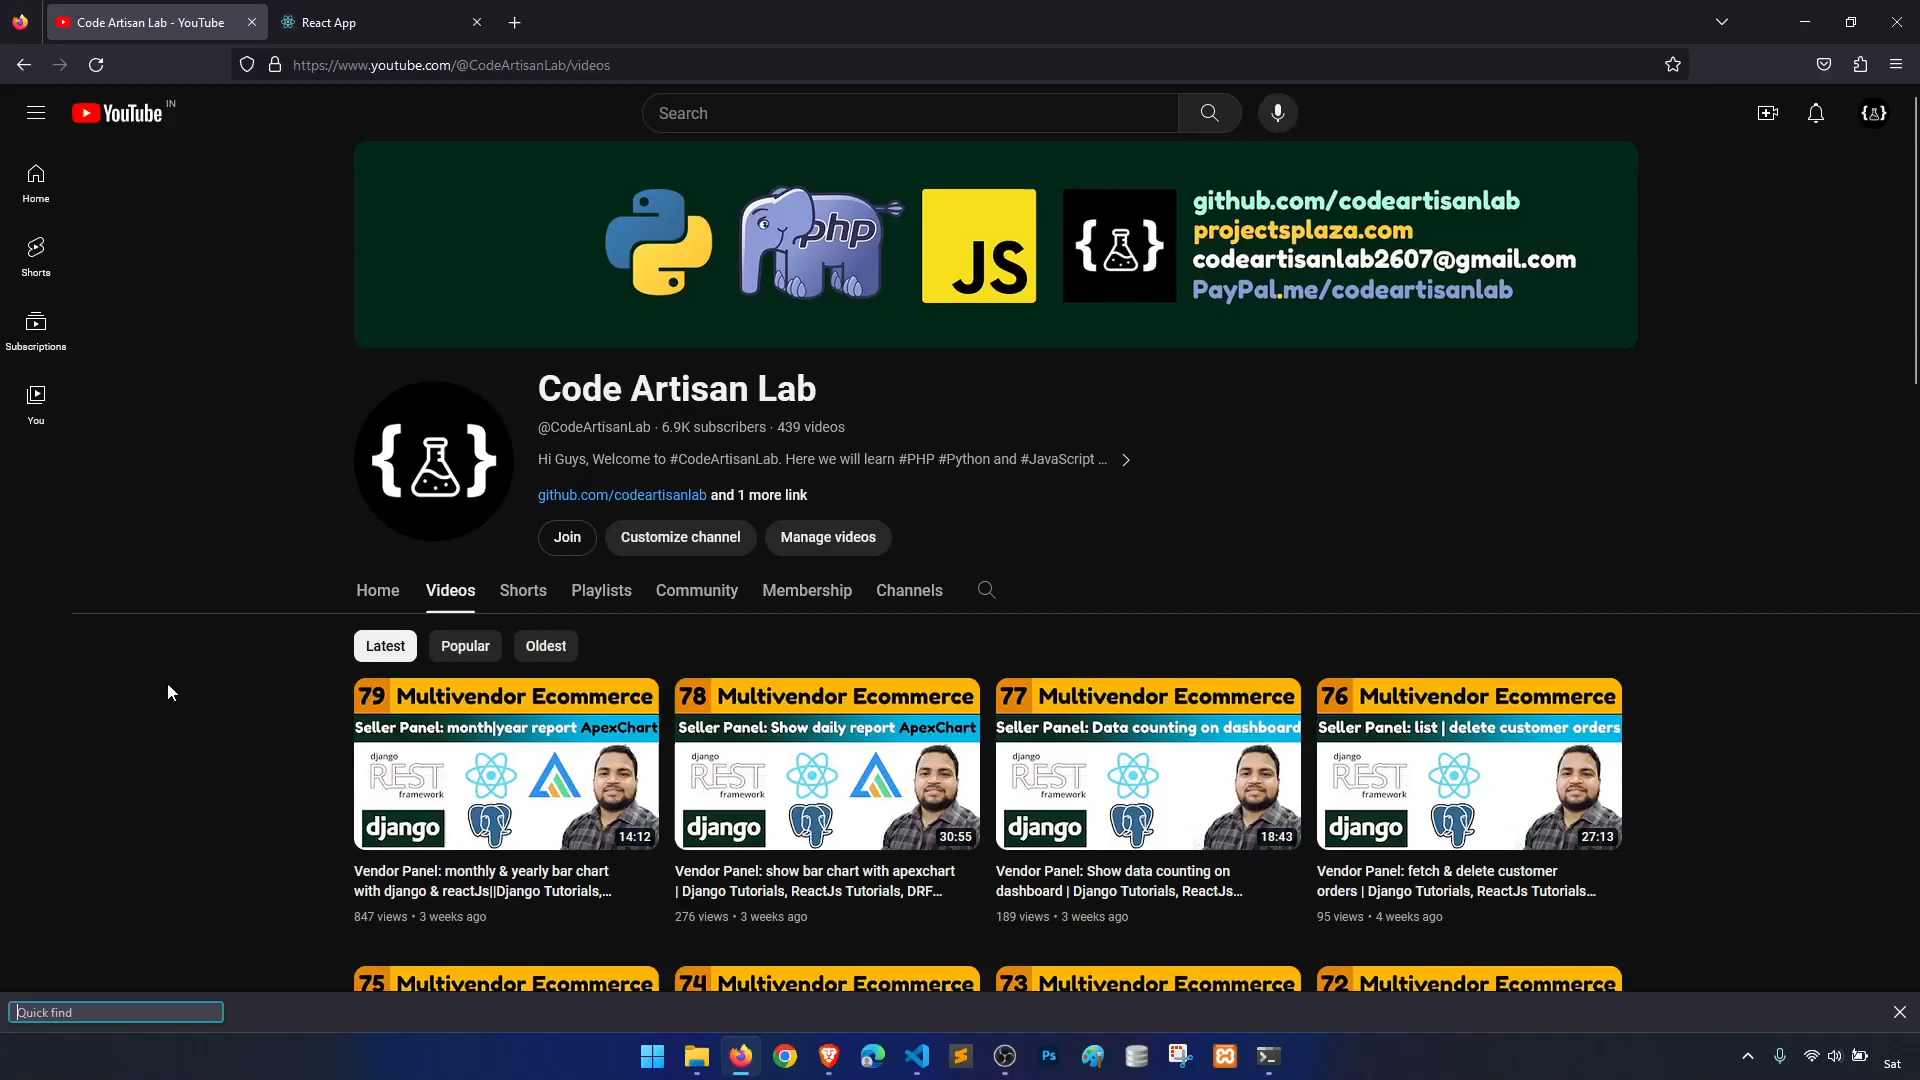 Code Artisan Lab - YouTube
React App
https://www.youtube.com/@CodeArtisanLab/videos
YouTube IN
Search
Home
Shorts
Subscriptions
You
php
JS
github.com/codeartisanlab
projectsplaza.com
codeartisanlab2607@gmail.com
PayPal.me/codeartisanlab
Code Artisan Lab
@CodeArtisanLab · 6.9K subscribers · 439 videos
Hi Guys, Welcome to #CodeArtisanLab. Here we will learn #PHP #Python and #JavaScript ...
github.com/codeartisanlab and 1 more link
Join
Customize channel
Manage videos
Home
Videos
Shorts
Playlists
Community
Membership
Channels
Latest
Popular
Oldest
79 Multivendor Ecommerce
Seller Panel: month|year report ApexChart
django
REST
framework
django
14:12
Vendor Panel: monthly & yearly bar chart
with django & reactJs||Django Tutorials,...
847 views • 3 weeks ago
78 Multivendor Ecommerce
Seller Panel: Show daily report ApexChart
django
REST
framework
django
30:55
Vendor Panel: show bar chart with apexchart
| Django Tutorials, ReactJs Tutorials, DRF...
276 views • 3 weeks ago
77 Multivendor Ecommerce
Seller Panel: Data counting on dashboard
django
REST
framework
django
18:43
Vendor Panel: Show data counting on
dashboard | Django Tutorials, ReactJs...
189 views • 3 weeks ago
76 Multivendor Ecommerce
Seller Panel: list | delete customer orders
django
REST
framework
django
27:13
Vendor Panel: fetch & delete customer
orders | Django Tutorials, ReactJs Tutorials...
95 views • 4 weeks ago
75 Multivendor Ecommerce
74 Multivendor Ecommerce
73 Multivendor Ecommerce
72 Multivendor Ecommerce
Quick find
Ps
Sat